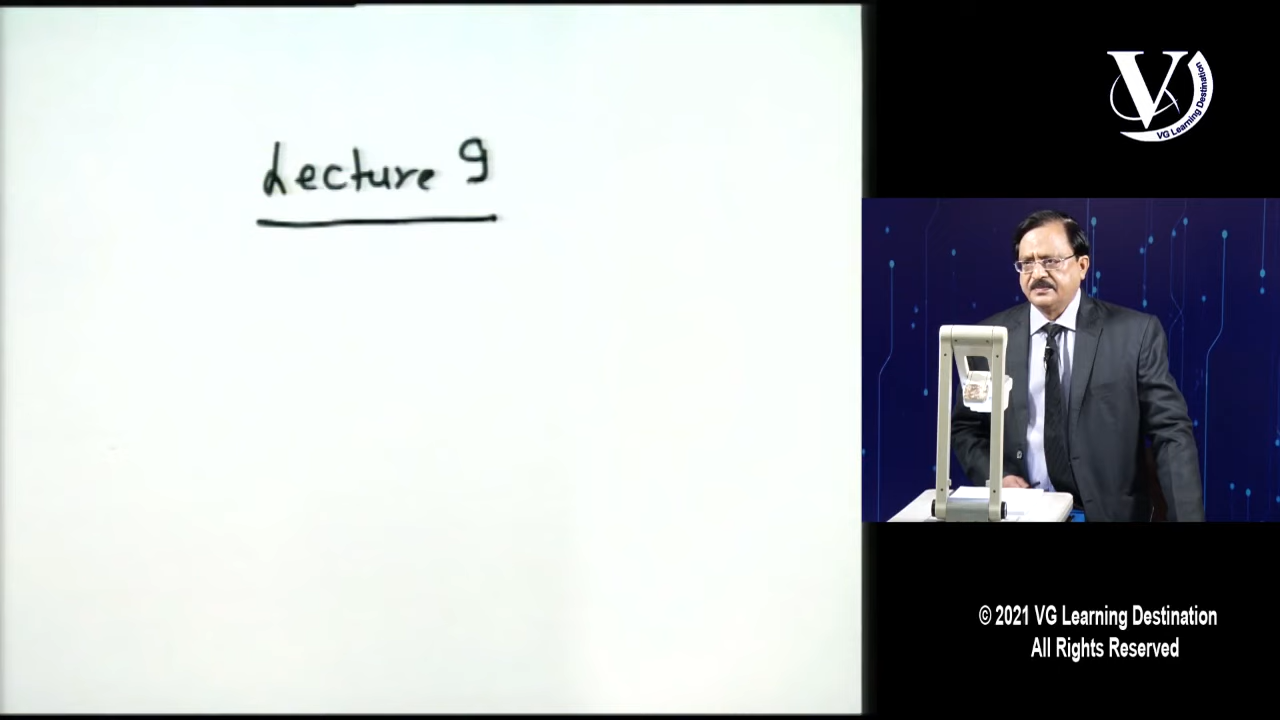 Lecture 9
V
VG Learning Destination
© 2021 VG Learning Destination
All Rights Reserved